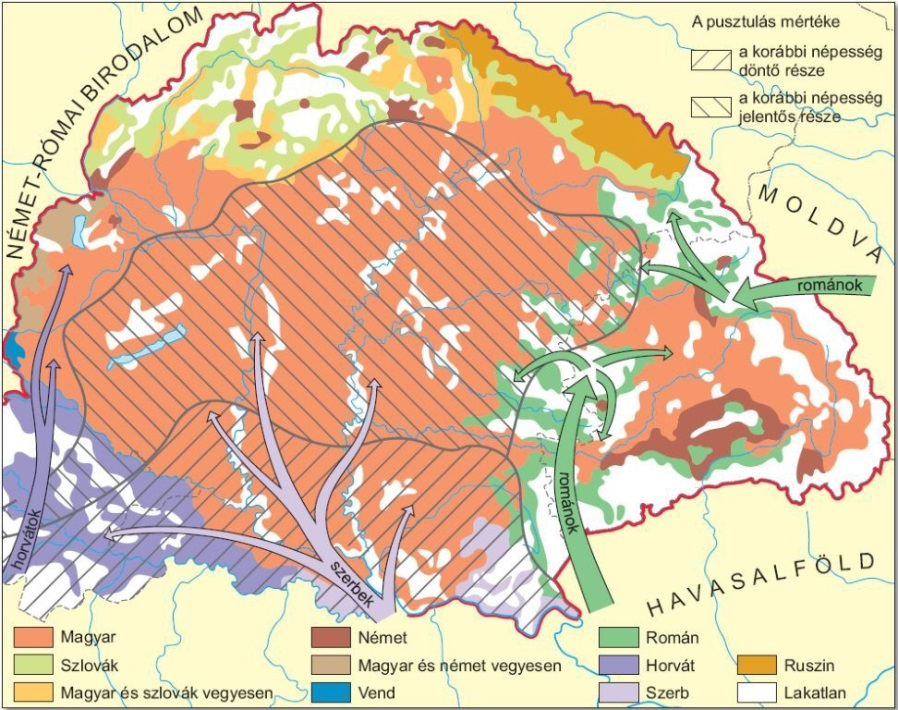 A pusztulás mértéke
a korábbi népesség
döntő része
a korábbi népesség
jelentős része
NÉMET-RÓMAI BIRODALOM
MOLDVA
románok
románok
horvátok
szerbek
HAVASALFÖLD
Magyar
Szlovák
Magyar és szlovák vegyesen
Német
Magyar és német vegyesen
Vend
Román
Horvát
Szerb
Ruszin
Lakatlan